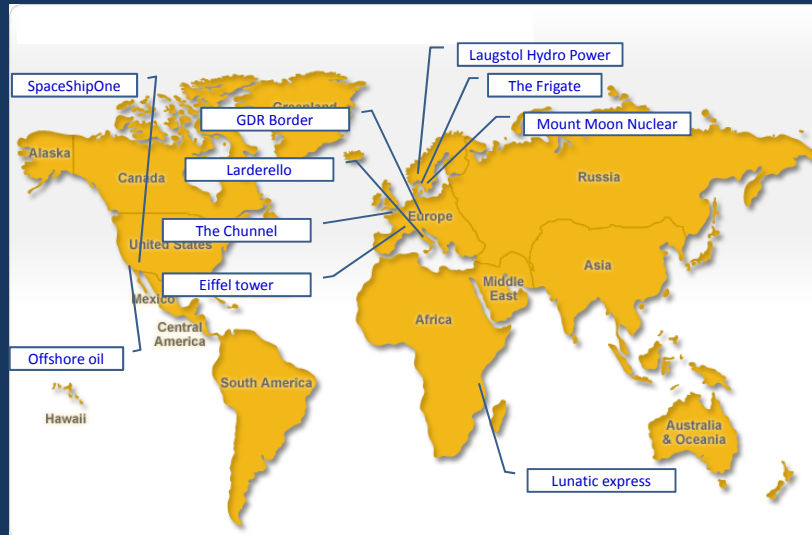 Laugstol Hydro Power
SpaceShipOne
The Frigate
Greenland
GDR Border
Mount Moon Nuclear
Alaska
Canada
Larderello
Russia
Europe
The Chunnel
United States
Asia
Eiffel tower
Middle
East
Mexico
Africa
Central
America
Offshore oil
South America
Hawaii
Australia
& Oceania
Lunatic express